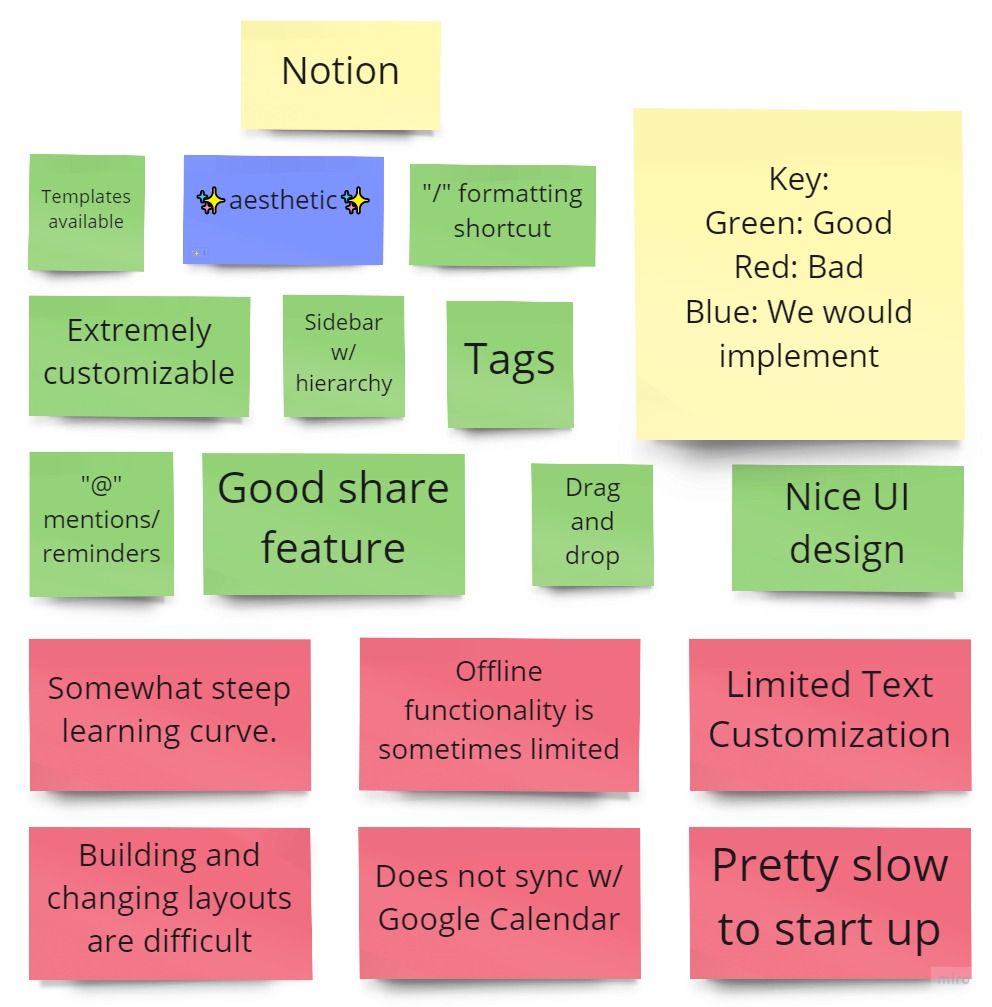 Notion
Key:
Green: Good
Red: Bad
Blue: We would
implement
Templates
available
✨aesthetic✨
"/" formatting
shortcut
Extremely
customizable
Sidebar
w/
hierarchy
Tags
"@"
mentions/
reminders
Good share
feature
Drag
and
drop
Nice UI
design
Somewhat steep
learning curve.
Offline
functionality is
sometimes limited
Limited Text
Customization
Building and
changing layouts
are difficult
Does not sync w/
Google Calendar
Pretty slow
to start up
miro